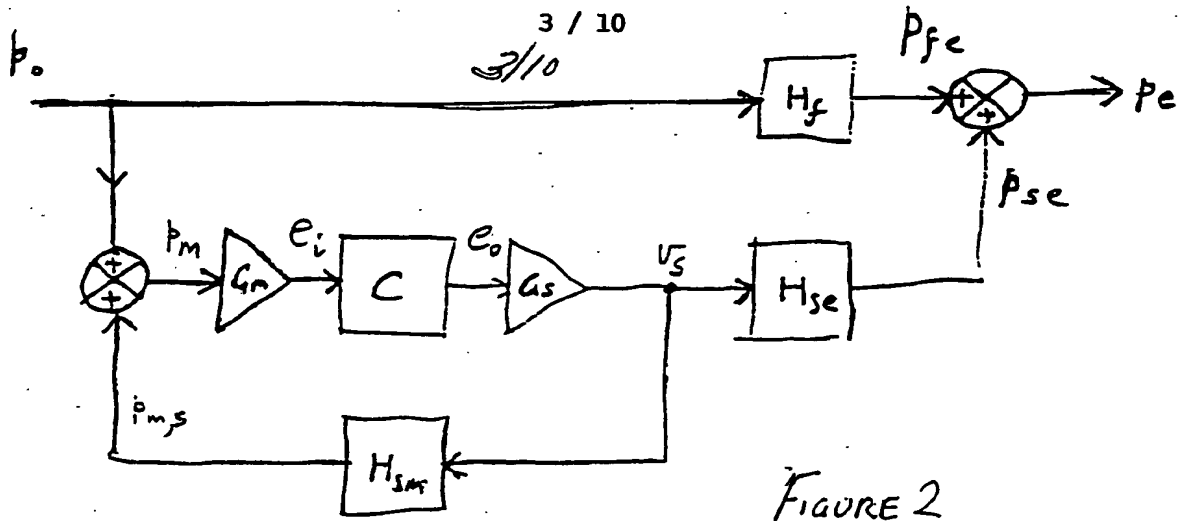 3 / 10
3/10
p₀
H_f
p_fe
+
+
p_e
p_se
+
+
p_m
G_m
e_i
C
e_o
G_s
v_s
H_se
p_m,s
H_sm
FIGURE 2